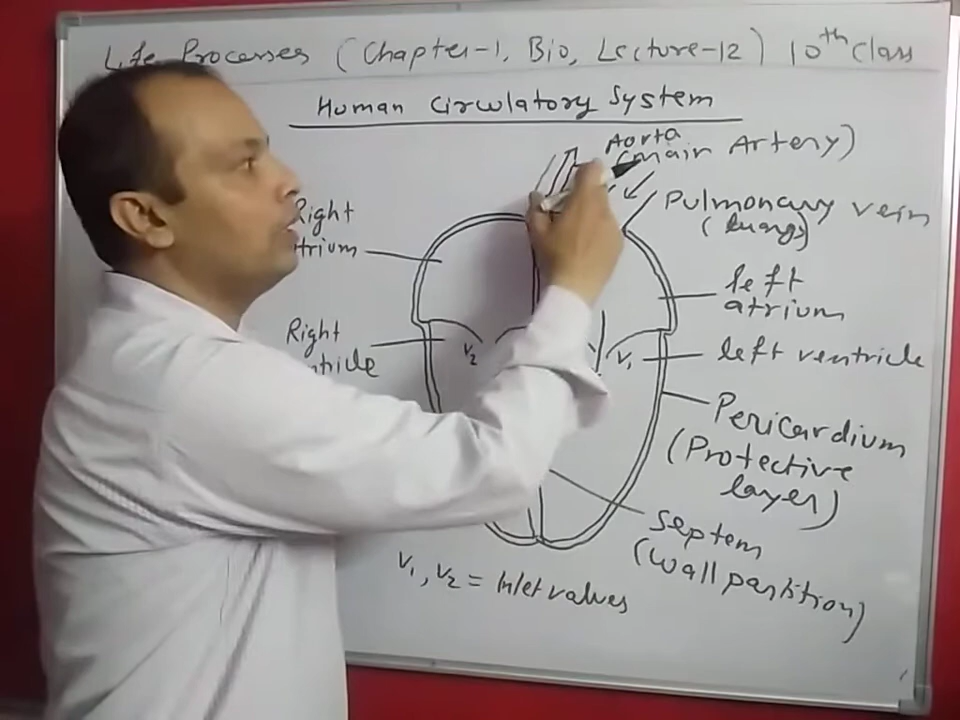 Life Processes (Chapter-1, Bio, Lecture-12) 10th Class
Human Circulatory System
Aorta
(main Artery)
Pulmonary vein
(Lungs)
Right
left
atrium
left ventricle
Right
V2
V1
Pericardium
(Protective
layer)
Septem
(wall partition)
V1, V2 = Inlet valves